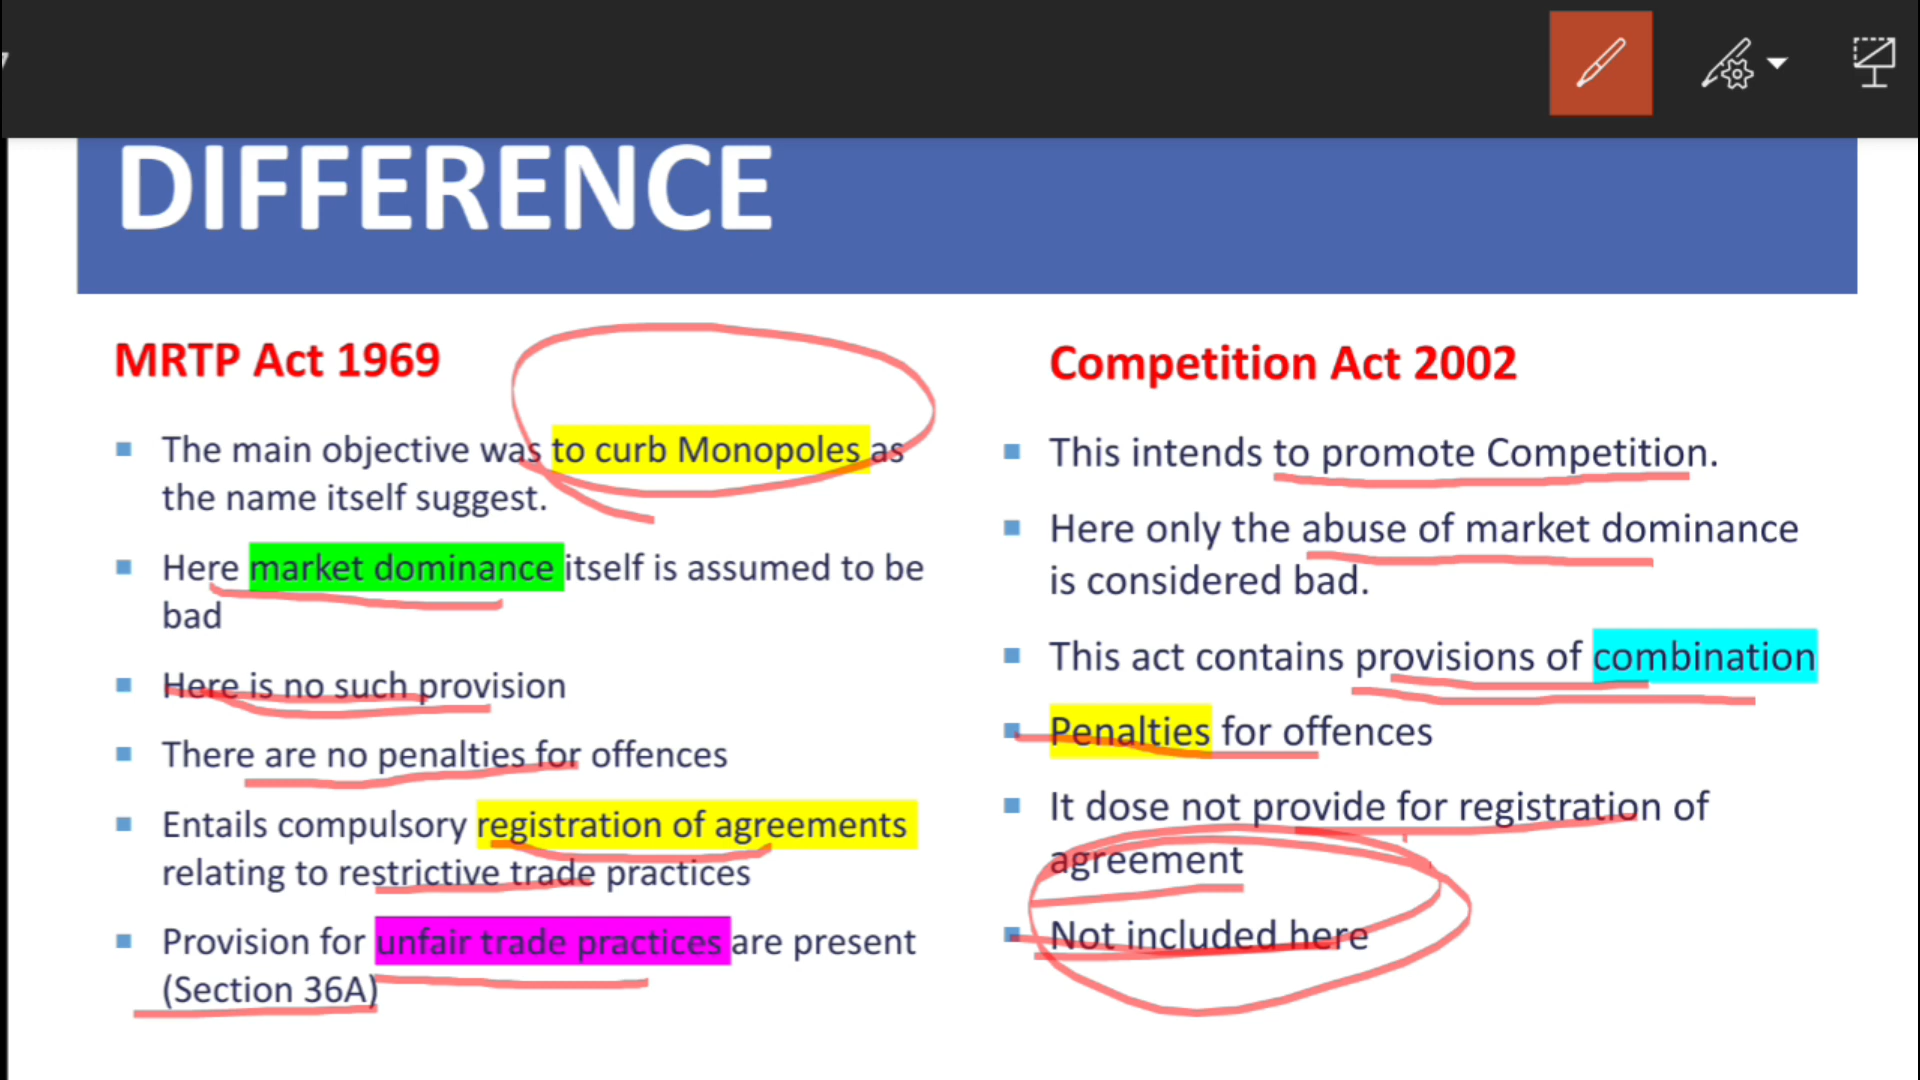 DIFFERENCE
MRTP Act 1969
The main objective was to curb Monopoles as
the name itself suggest.
Here market dominance itself is assumed to be
bad
Here is no such provision
There are no penalties for offences
Entails compulsory registration of agreements
relating to restrictive trade practices
Provision for unfair trade practices are present
(Section 36A)
Competition Act 2002
This intends to promote Competition.
Here only the abuse of market dominance
is considered bad.
This act contains provisions of combination
Penalties for offences
It dose not provide for registration of
agreement
Not included here